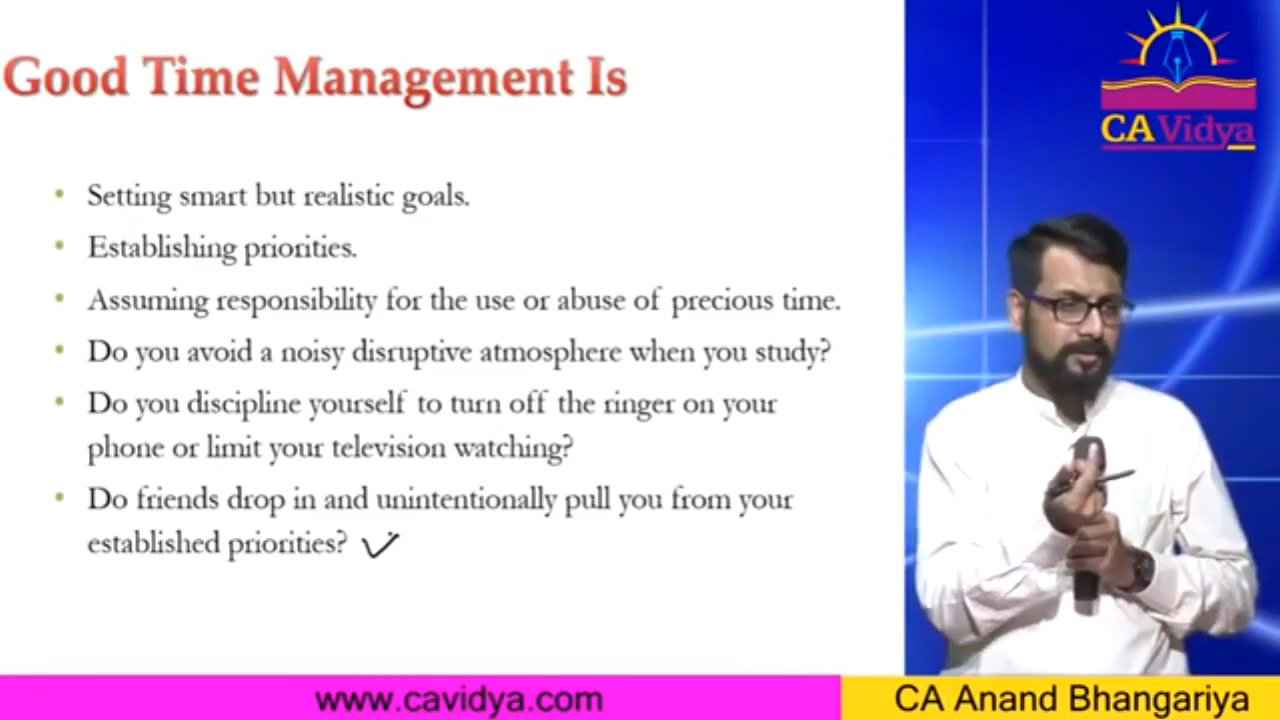 Good Time Management Is
CA Vidya
• Setting smart but realistic goals.
• Establishing priorities.
• Assuming responsibility for the use or abuse of precious time.
• Do you avoid a noisy disruptive atmosphere when you study?
• Do you discipline yourself to turn off the ringer on your
phone or limit your television watching?
• Do friends drop in and unintentionally pull you from your
established priorities? ✓
www.cavidya.com
CA Anand Bhangariya